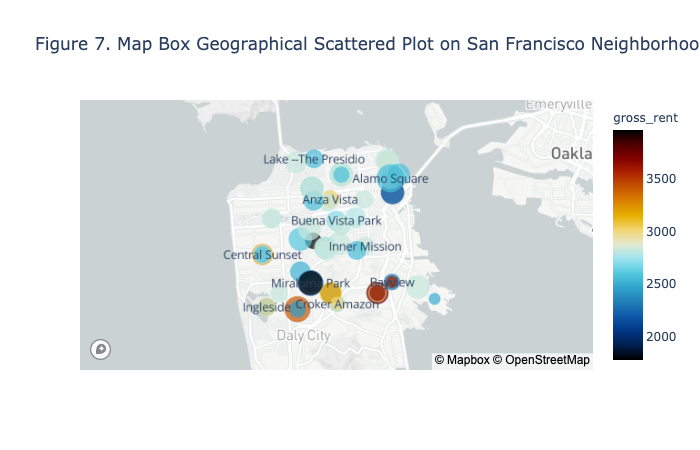 Figure 7. Map Box Geographical Scattered Plot on San Francisco Neighborhoo
Emeryville
gross_rent
Oakla
Lake --The Presidio
3500
Alamo Square
Anza Vista
3000
Buena Vista Park
Inner Mission
Central Sunset
2500
Miraloma Park
Bayview
Ingleside
Croker Amazon
2000
Daly City
© Mapbox © OpenStreetMap